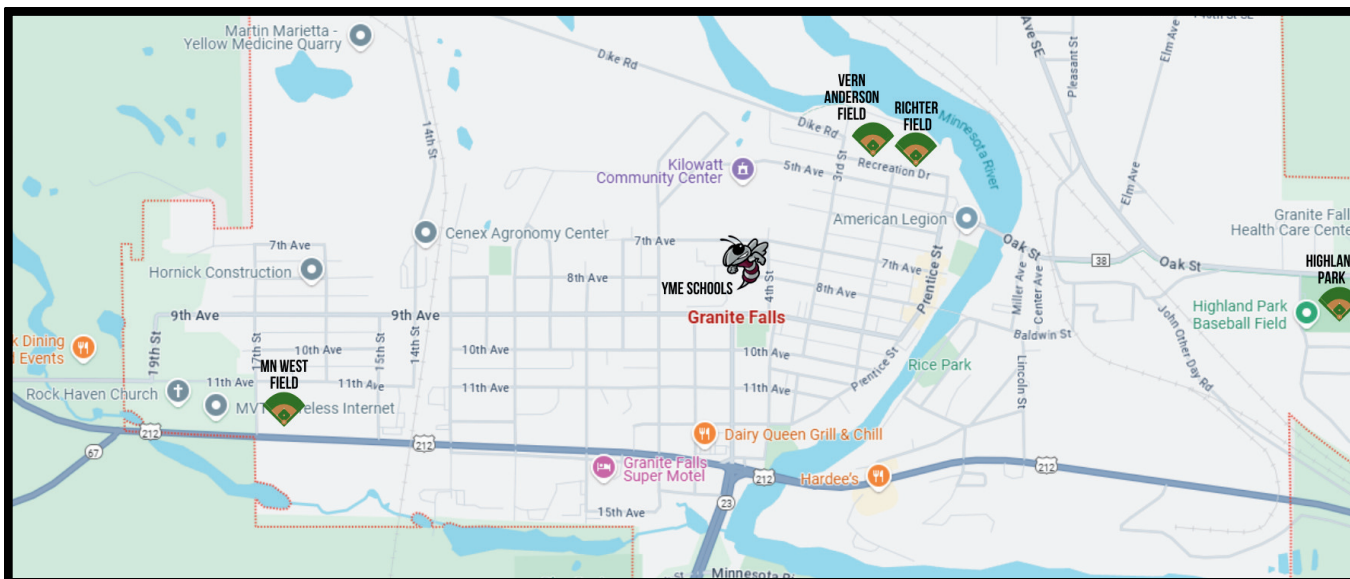 Martin Marietta -
Yellow Medicine Quarry
Dike Rd
14th St
VERN
ANDERSON
FIELD
RICHTER
FIELD
Dike Rd
3rd St
Recreation Dr
5th Ave
Minnesota River
Ave SE
Pleasant St
Elm Ave
Elm Ave
Kilowatt
Community Center
American Legion
Oak St
38
Oak St
Granite Fall
Health Care Cente
HIGHLAN
PARK
Highland Park
Baseball Field
7th Ave
Cenex Agronomy Center
7th Ave
Hornick Construction
8th Ave
YME SCHOOLS
4th St
7th Ave
8th Ave
Prentice St
Miller Ave
Center Ave
Granite Falls
9th Ave
9th Ave
Baldwin St
John Other Day Rd
k Dining
Events
19th St
17th St
10th Ave
15th St
14th St
10th Ave
10th Ave
Prentice St
Rice Park
Lincoln St
MN WEST
FIELD
11th Ave
11th Ave
11th Ave
11th Ave
Rock Haven Church
212
67
212
Dairy Queen Grill & Chill
Granite Falls
Super Motel
212
Hardee's
212
23
15th Ave
St